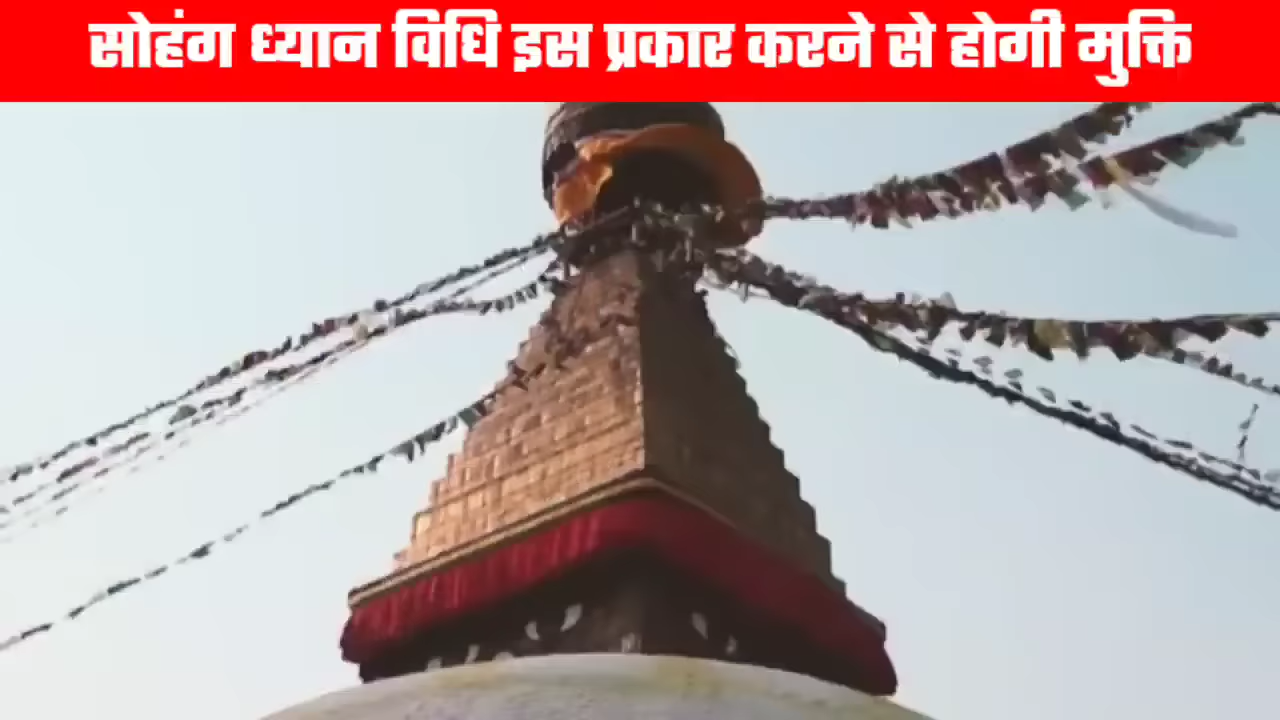 सोहंग ध्यान विधि इस प्रकार करने से होगी मुक्ति